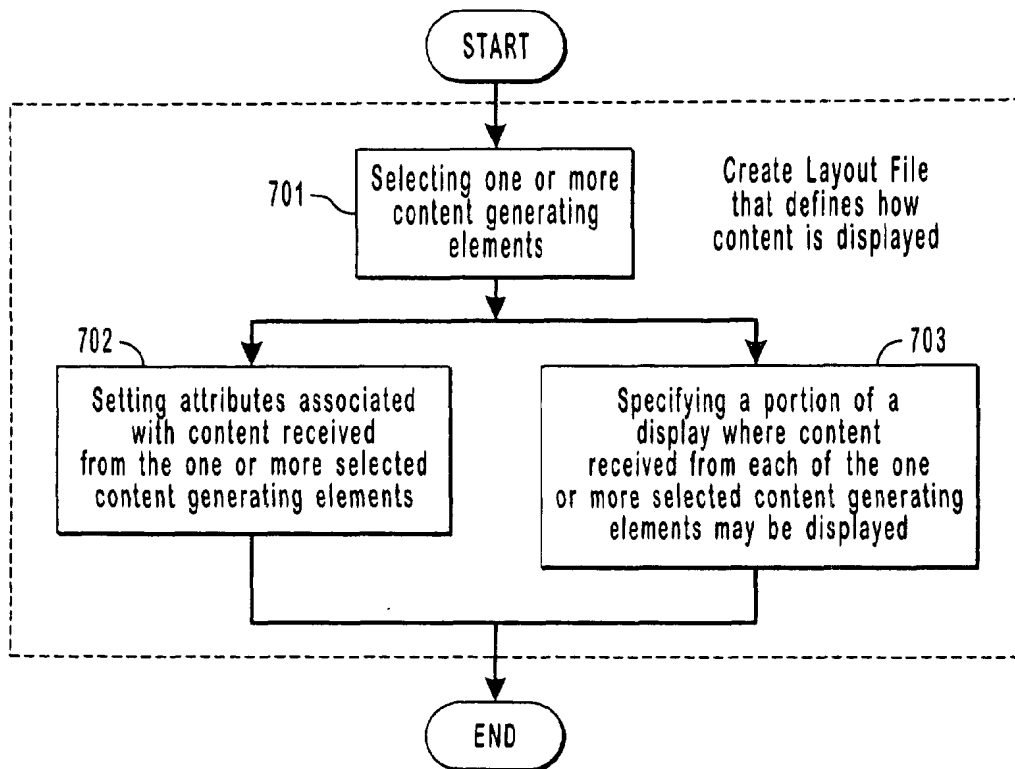 START
701
Selecting one or more
content generating
elements
Create Layout File
that defines how
content is displayed
702
Setting attributes associated
with content received
from the one or more selected
content generating elements
703
Specifying a portion of a
display where content
received from each of the one
or more selected content generating
elements may be displayed
END